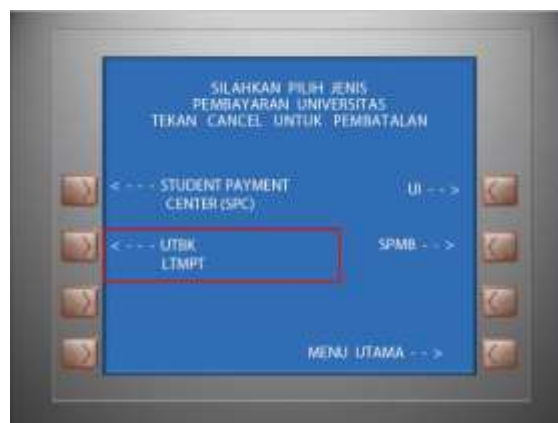 SILAHKAN PILIH JENIS
PEMBAYARAN UNIVERSITAS
TEKAN CANCEL UNTUK PEMBATALAN
< - - - - STUDENT PAYMENT
CENTER (SPC)
UI - - >
< - - - - UTBK
LTMPT
SPMB - - >
MENU UTAMA - - >